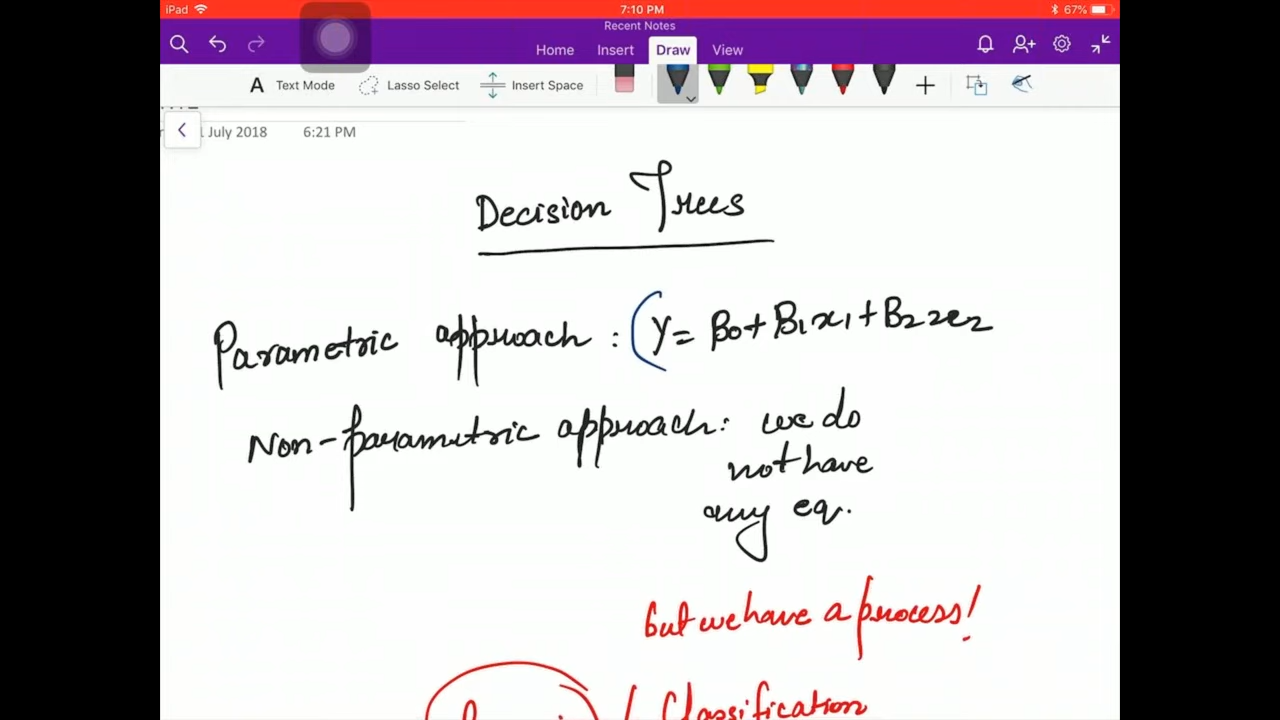 iPad 7:10 PM 67%
Recent Notes
Home Insert Draw View
A Text Mode Lasso Select Insert Space
July 2018 6:21 PM
Decision Trees
Parametric approach : (Y = β0 + B1x1 + B2x2
Non-parametric approach: we do
not have
any eq.
but we have a process!
/ Classification